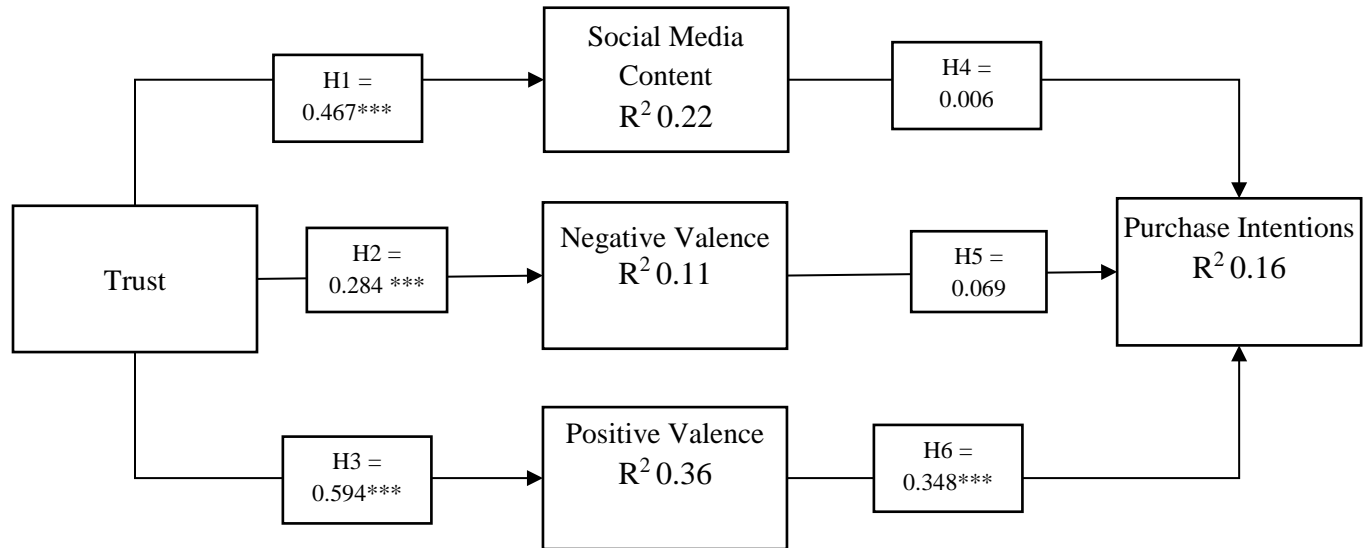 Social Media
Content
R² 0.22
H1 =
0.467***
H4 =
0.006
Trust
H2 =
0.284 ***
Negative Valence
R² 0.11
H5 =
0.069
Purchase Intentions
R² 0.16
H3 =
0.594***
Positive Valence
R² 0.36
H6 =
0.348***